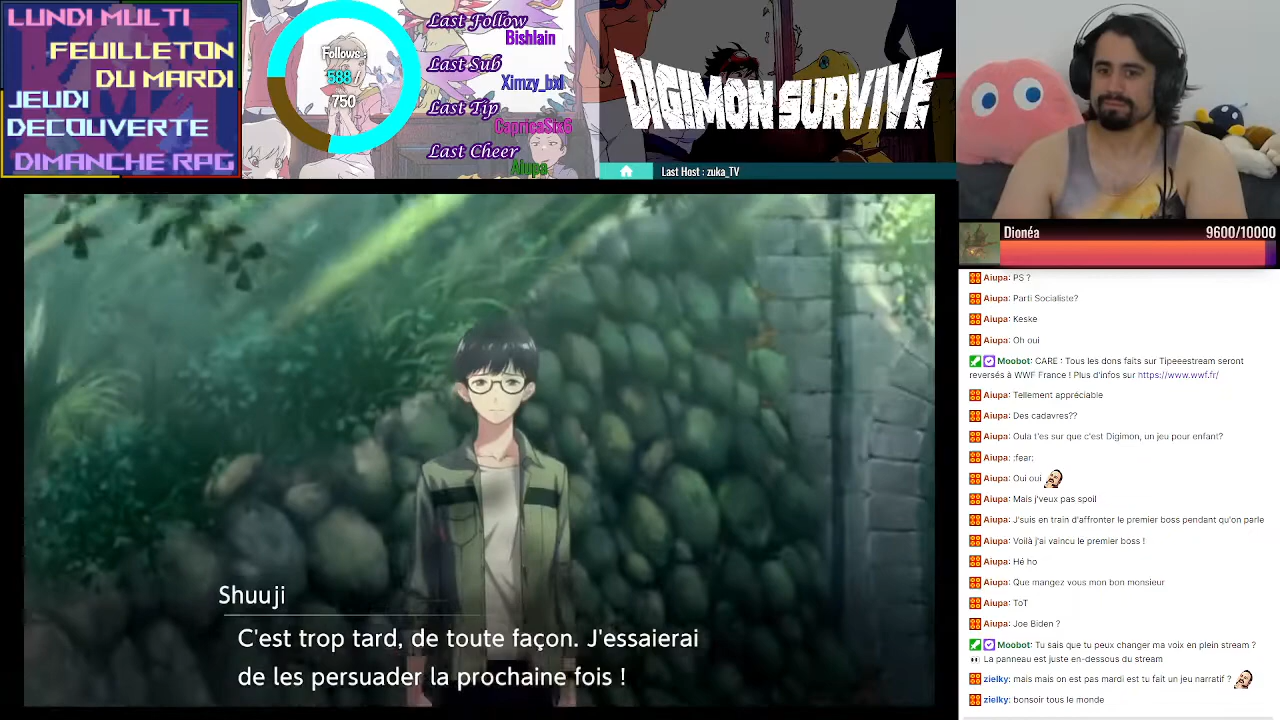 LUNDI MULTI
FEUILLETON
DU MARDI
JEUDI
DECOUVERTE
DIMANCHE RPG
Follows :
588 /
750
Last Follow
Bishlain
Last Sub
Ximzy_bxl
Last Tip
CapricaSix6
Last Cheer
Aiupa
DIGIMON SURVIVE
Last Host : zuka_TV
Dionéa 9600/10000
Aiupa: PS ?
Aiupa: Parti Socialiste?
Aiupa: Keske
Aiupa: Oh oui
Moobot: CARE : Tous les dons faits sur Tipeeestream seront
reversés à WWF France ! Plus d'infos sur https://www.wwf.fr/
Aiupa: Tellement appréciable
Aiupa: Des cadavres??
Aiupa: Oula t'es sur que c'est Digimon, un jeu pour enfant?
Aiupa: :fear:
Aiupa: Oui oui
Aiupa: Mais j'veux pas spoil
Aiupa: J'suis en train d'affronter le premier boss pendant qu'on parle
Aiupa: Voilà j'ai vaincu le premier boss !
Aiupa: Hé ho
Aiupa: Que mangez vous mon bon monsieur
Aiupa: ToT
Aiupa: Joe Biden ?
Moobot: Tu sais que tu peux changer ma voix en plein stream ?
La panneau est juste en-dessous du stream
zielky: mais mais on est pas mardi est tu fait un jeu narratif ?
zielky: bonsoir tous le monde
Shuuji
C'est trop tard, de toute façon. J'essaierai
de les persuader la prochaine fois !